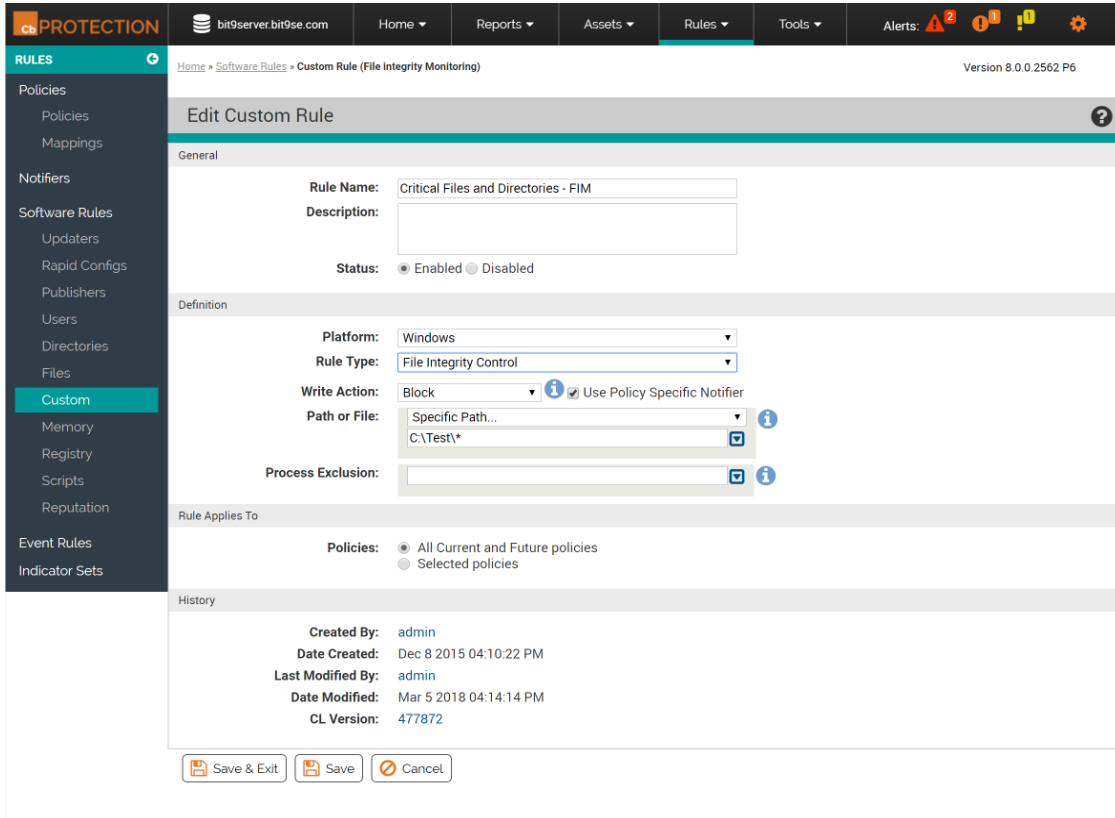 Cb PROTECTION
bit9server.bit9se.com Home Reports Assets Rules Tools Alerts: 2 1 1
RULES
Home » Software Rules » Custom Rule (File integrity Monitoring) Version 8.0.0.2562 P6
Policies
Policies
Mappings
Notifiers
Software Rules
Updaters
Rapid Configs
Publishers
Users
Directories
Files
Custom
Memory
Registry
Scripts
Reputation
Event Rules
Indicator Sets
Edit Custom Rule
General
Rule Name: Critical Files and Directories - FIM
Description:
Status: Enabled Disabled
Definition
Platform: Windows
Rule Type: File Integrity Control
Write Action: Block Use Policy Specific Notifier
Path or File: Specific Path...
C:\Test\*
Process Exclusion:
Rule Applies To
Policies: All Current and Future policies
Selected policies
History
Created By: admin
Date Created: Dec 8 2015 04:10:22 PM
Last Modified By: admin
Date Modified: Mar 5 2018 04:14:14 PM
CL Version: 477872
Save & Exit Save Cancel